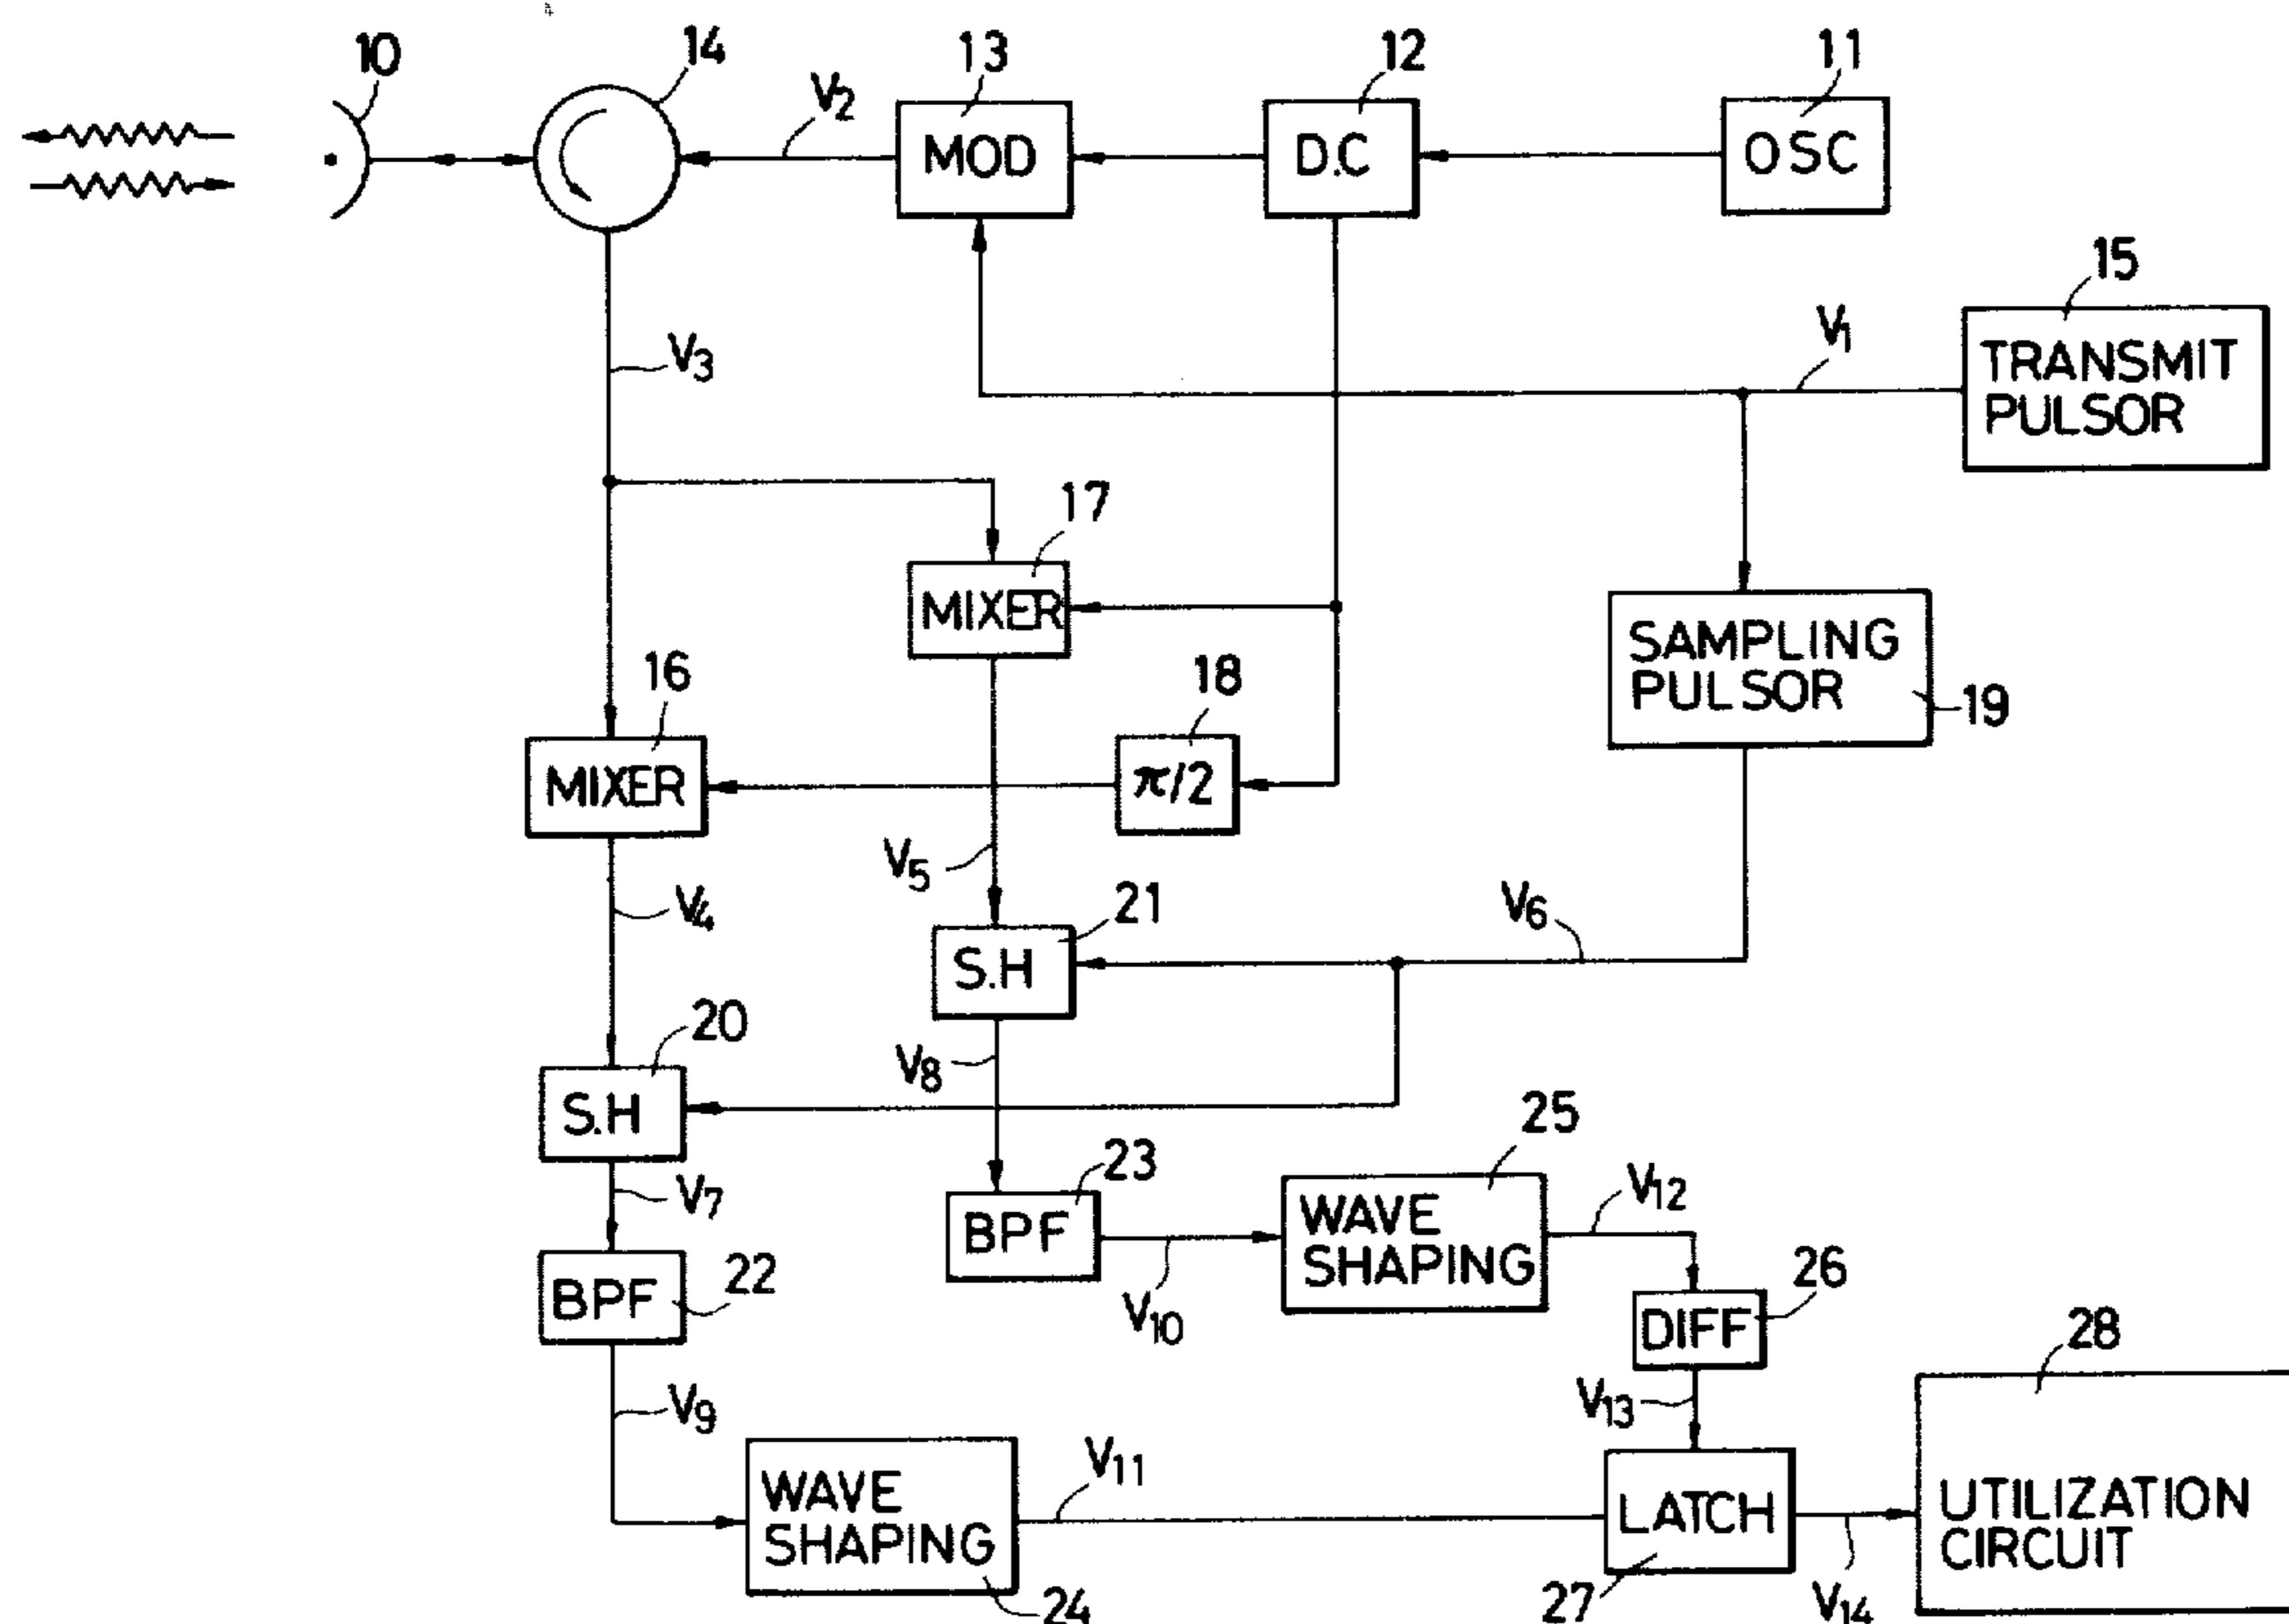 10
14
V2
13
MOD
12
D.C
11
OSC
15
TRANSMIT
PULSOR
V1
V3
17
MIXER
16
MIXER
18
π/2
SAMPLING
PULSOR
19
V5
V4
21
S.H
V6
20
S.H
V8
V7
23
BPF
25
WAVE
SHAPING
V12
22
BPF
V10
26
DIFF
28
V13
V9
WAVE
SHAPING
24
V11
LATCH
27
V14
UTILIZATION
CIRCUIT